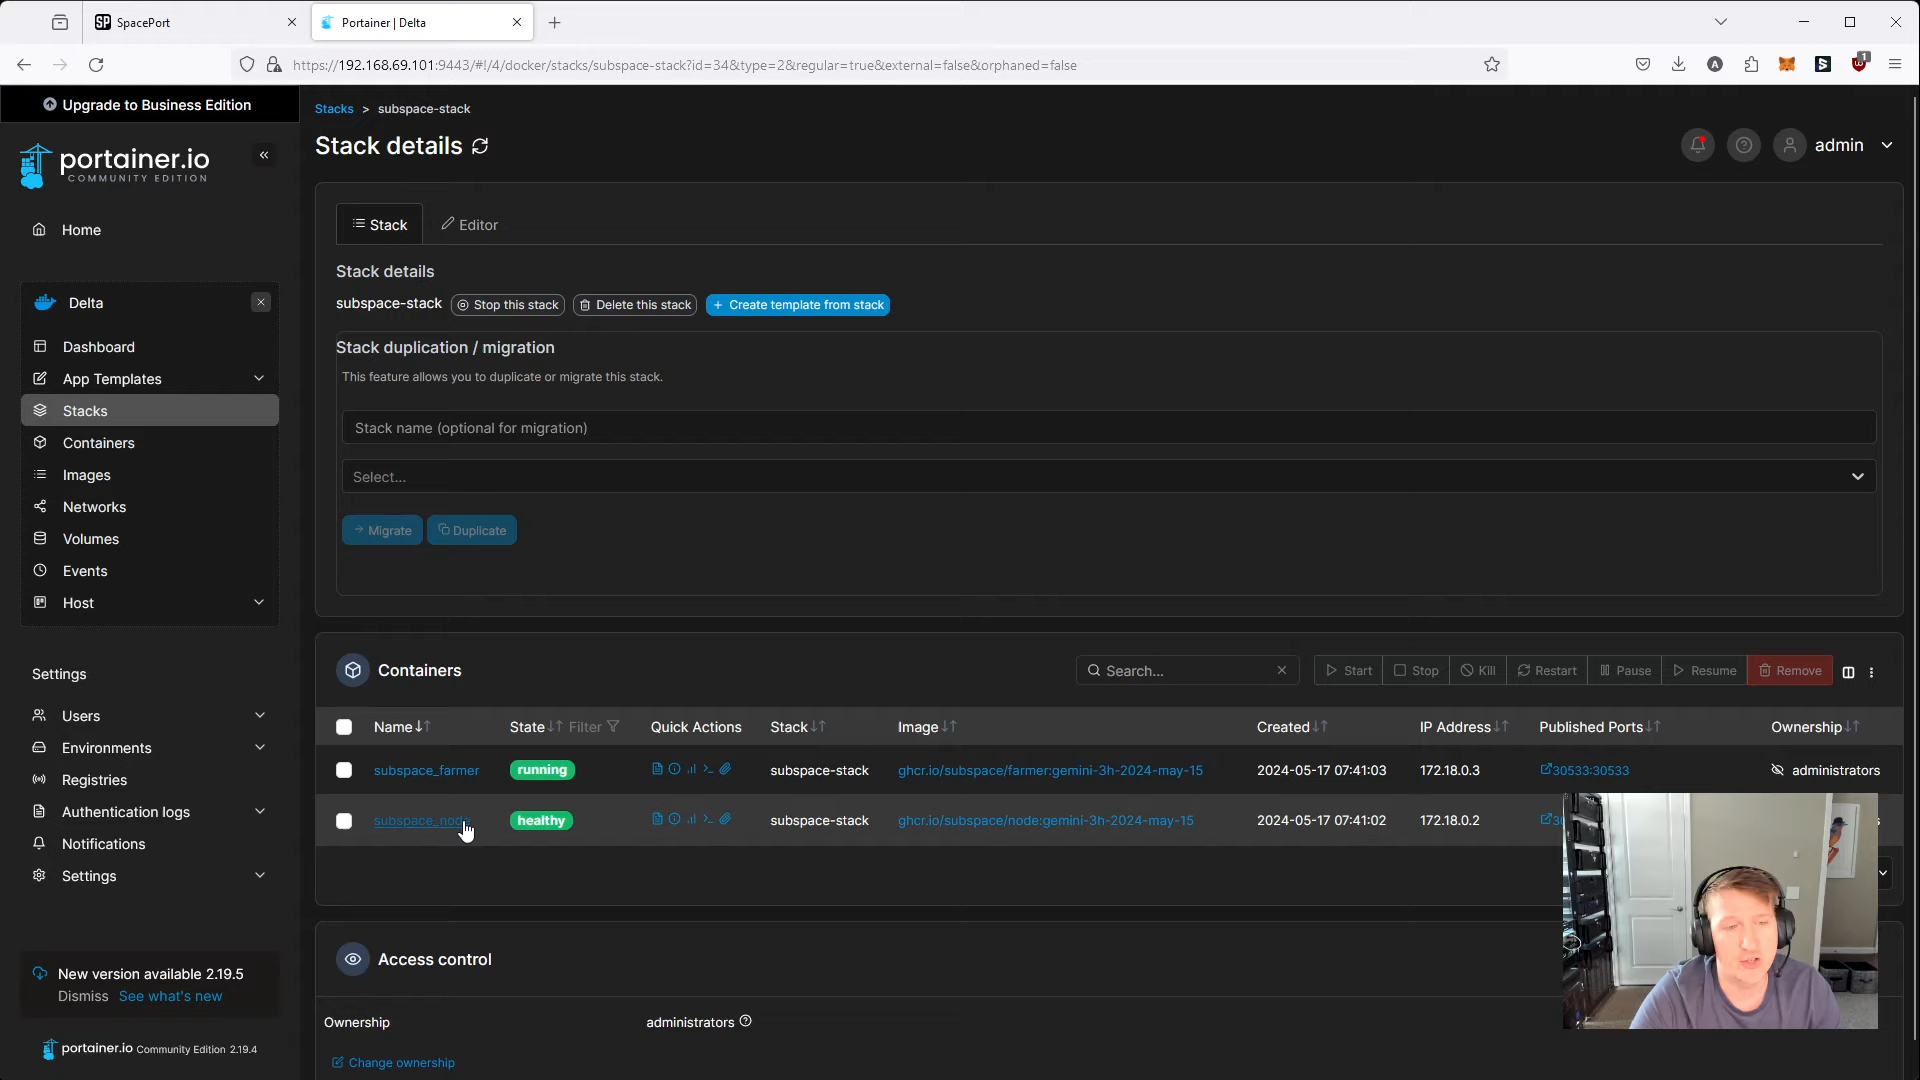 SpacePort
Portainer | Delta
https://192.168.69.101:9443/#!/4/docker/stacks/subspace-stack?id=34&type=2&regular=true&external=false&orphaned=false
1
Upgrade to Business Edition
portainer.io
COMMUNITY EDITION
Home
Delta
Dashboard
App Templates
Stacks
Containers
Images
Networks
Volumes
Events
Host
Settings
Users
Environments
Registries
Authentication logs
Notifications
Settings
New version available 2.19.5
Dismiss See what's new
portainer.io Community Edition 2.19.4
Stacks > subspace-stack
Stack details
admin
Stack Editor
Stack details
subspace-stack Stop this stack Delete this stack + Create template from stack
Stack duplication / migration
This feature allows you to duplicate or migrate this stack.
Stack name (optional for migration)
Select...
Migrate Duplicate
Containers Search... Start Stop Kill Restart Pause Resume Remove
Name State Filter Quick Actions Stack Image Created IP Address Published Ports Ownership
subspace_farmer running subspace-stack ghcr.io/subspace/farmer:gemini-3h-2024-may-15 2024-05-17 07:41:03 172.18.0.3 30533:30533 administrators
subspace_node healthy subspace-stack ghcr.io/subspace/node:gemini-3h-2024-may-15 2024-05-17 07:41:02 172.18.0.2
Access control
Ownership administrators
Change ownership